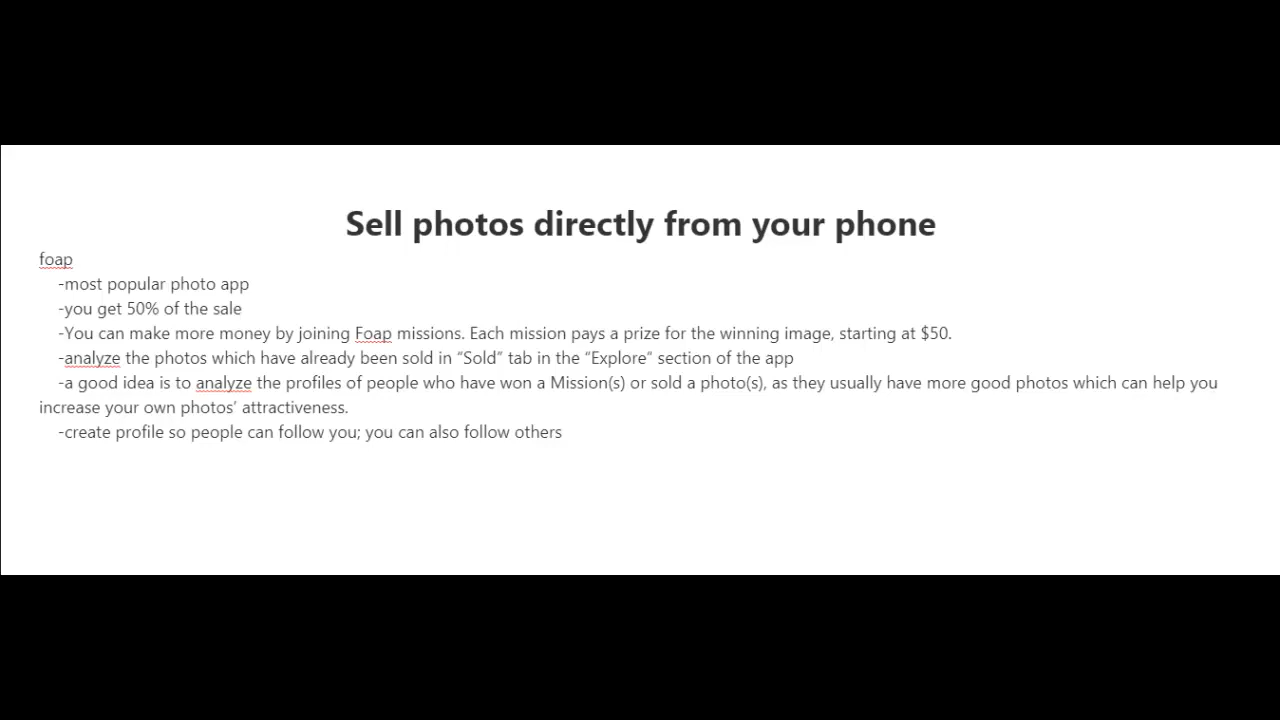 Sell photos directly from your phone
foap
-most popular photo app
-you get 50% of the sale
-You can make more money by joining Foap missions. Each mission pays a prize for the winning image, starting at $50.
-analyze the photos which have already been sold in “Sold” tab in the “Explore” section of the app
-a good idea is to analyze the profiles of people who have won a Mission(s) or sold a photo(s), as they usually have more good photos which can help you
increase your own photos’ attractiveness.
-create profile so people can follow you; you can also follow others